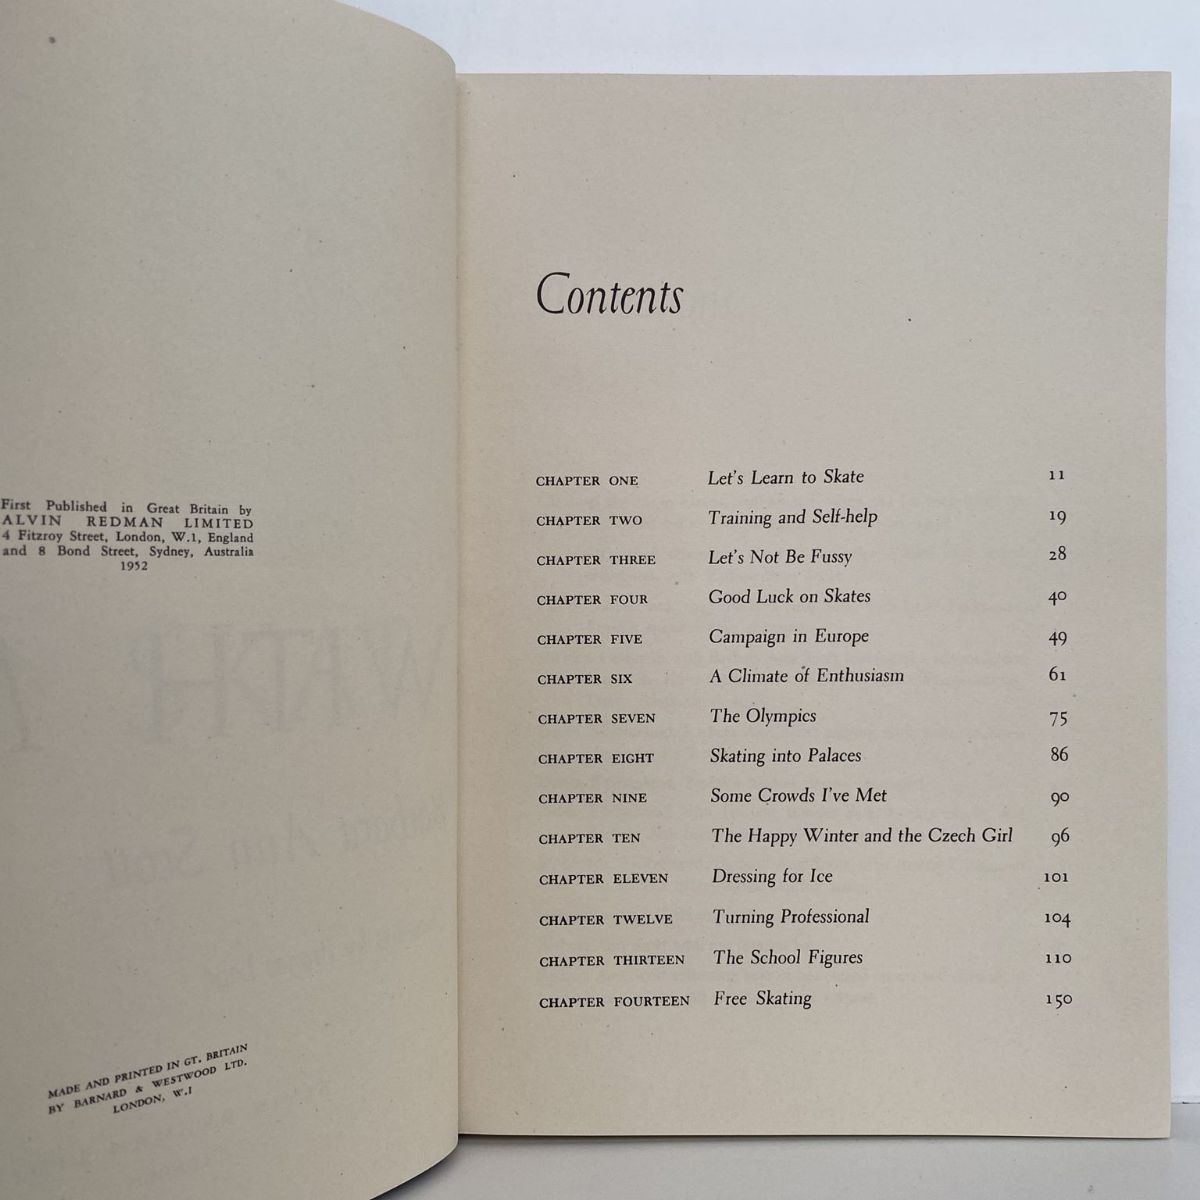 First Published in Great Britain by
ALVIN REDMAN LIMITED
4 Fitzroy Street, London, W.1, England
and 8 Bond Street, Sydney, Australia
1952
MADE AND PRINTED IN GT. BRITAIN
BY BARNARD & WESTWOOD LTD.
LONDON, W.I
Contents
CHAPTER ONE Let's Learn to Skate 11
CHAPTER TWO Training and Self-help 19
CHAPTER THREE Let's Not Be Fussy 28
CHAPTER FOUR Good Luck on Skates 40
CHAPTER FIVE Campaign in Europe 49
CHAPTER SIX A Climate of Enthusiasm 61
CHAPTER SEVEN The Olympics 75
CHAPTER EIGHT Skating into Palaces 86
CHAPTER NINE Some Crowds I've Met 90
CHAPTER TEN The Happy Winter and the Czech Girl 96
CHAPTER ELEVEN Dressing for Ice 101
CHAPTER TWELVE Turning Professional 104
CHAPTER THIRTEEN The School Figures 110
CHAPTER FOURTEEN Free Skating 150